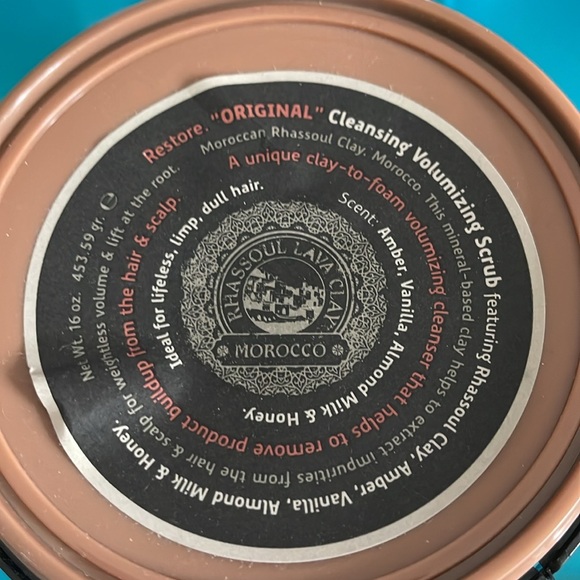 Restore. "ORIGINAL" Cleansing Volumizing Scrub featuring Rhassoul Clay, Amber, Vanilla, Almond Milk & Honey.
Moroccan Rhassoul Clay. Morocco. This mineral-based clay helps to extract impurities from the hair & scalp for weightless volume & lift at the root.
A unique clay-to-foam volumizing cleanser that helps to remove product buildup from the hair & scalp.
Scent: Amber, Vanilla Almond Milk & Honey.
Ideal for lifeless, limp, dull hair.
Net Wt. 16 oz. 453.59 gr. ℮
RHASSOUL LAVA CLAY
MOROCCO